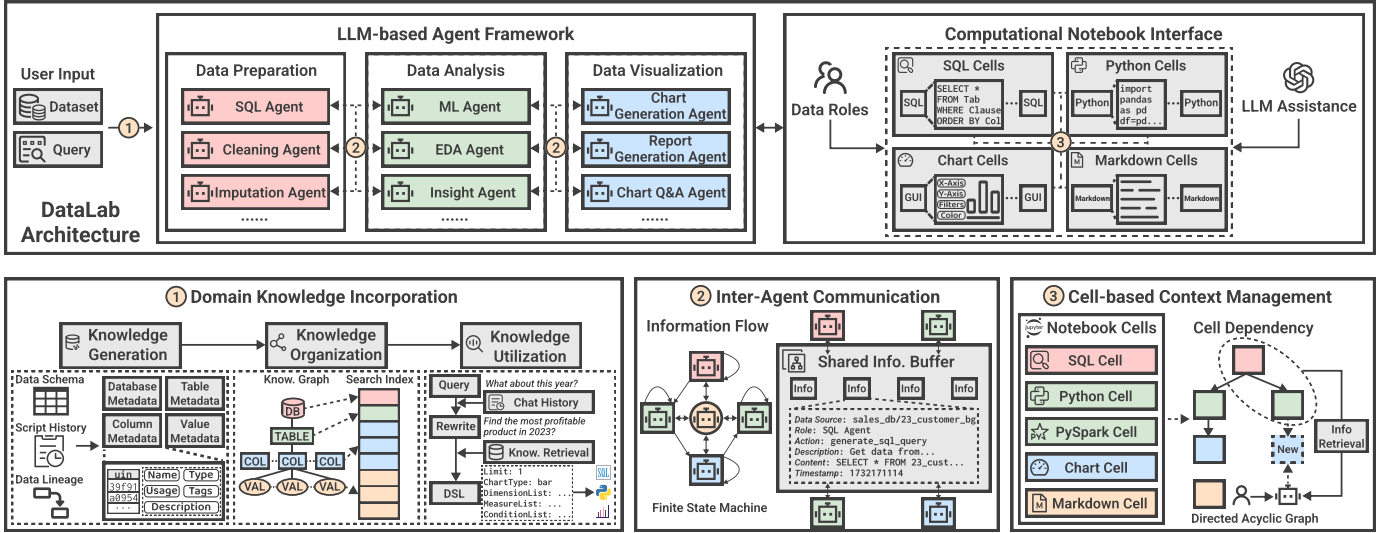 LLM-based Agent Framework
Computational Notebook Interface
User Input
Dataset
Query
DataLab
Architecture
1
Data Preparation
SQL Agent
Cleaning Agent
Imputation Agent
......
2
Data Analysis
ML Agent
EDA Agent
Insight Agent
......
2
Data Visualization
Chart
Generation Agent
Report
Generation Agent
Chart Q&A Agent
......
Data Roles
SQL Cells
SQL
SELECT *
FROM Tab
WHERE Clause
ORDER BY Col
SQL
Python Cells
Python
import
pandas
as pd
df=pd...
Python
3
Chart Cells
GUI
X-Axis
Y-Axis
Filters
Color
GUI
Markdown Cells
Markdown
Markdown
LLM Assistance
1 Domain Knowledge Incorporation
Knowledge
Generation
Knowledge
Organization
Knowledge
Utilization
Data Schema
Script History
Data Lineage
Database
Metadata
Table
Metadata
Column
Metadata
Value
Metadata
uin
39f91
a0954
...
Name
Type
Usage
Tags
Description
Know. Graph
Search Index
DB
TABLE
COL
COL
COL
VAL
VAL
VAL
Query
What about this year?
Chat History
Rewrite
Find the most profitable
product in 2023?
Know. Retrieval
DSL
Limit: 1
ChartType: bar
DimensionList: ...
MeasureList: ...
ConditionList: ...
SQL
2 Inter-Agent Communication
Information Flow
Finite State Machine
Shared Info. Buffer
Info
Info
Info
Info
Data Source: sales_db/23_customer_bg
Role: SQL Agent
Action: generate_sql_query
Description: Get data from...
Content: SELECT * FROM 23_cust...
Timestamp: 1732171114
3 Cell-based Context Management
jupyter
Notebook Cells
SQL Cell
Python Cell
PySpark Cell
Chart Cell
Markdown Cell
Cell Dependency
New
Info
Retrieval
Directed Acyclic Graph